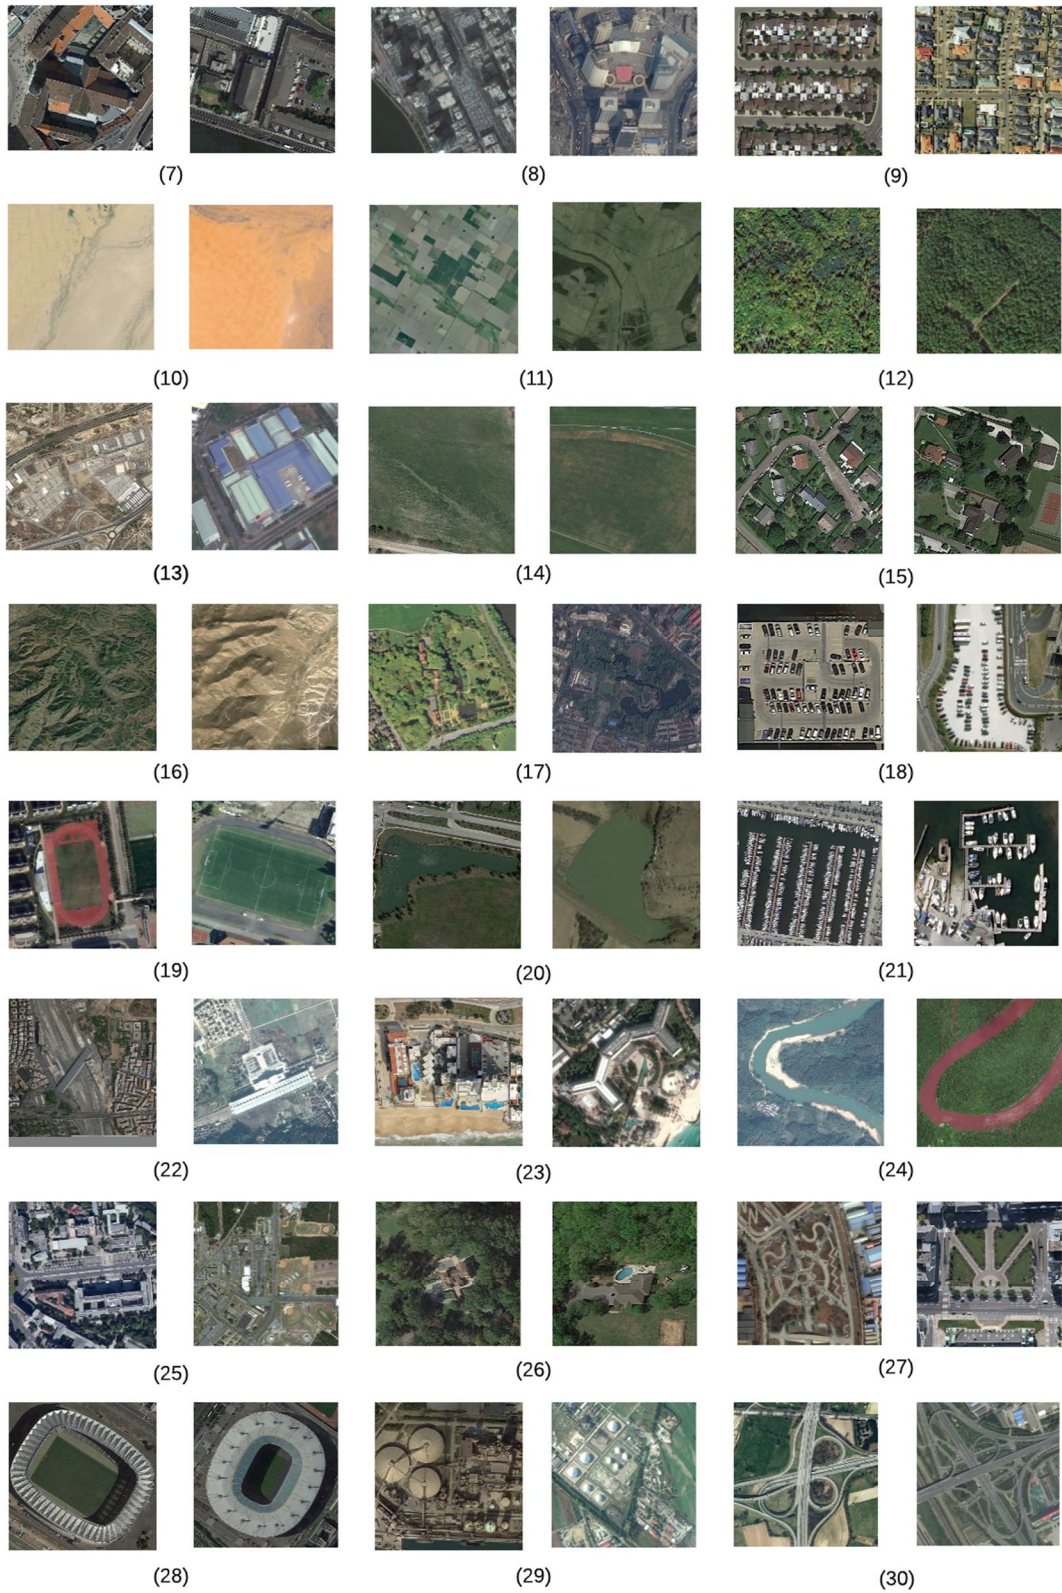 (7) (8) (9)
(10) (11) (12)
(13) (14) (15)
(16) (17) (18)
(19) (20) (21)
(22) (23) (24)
(25) (26) (27)
(28) (29) (30)